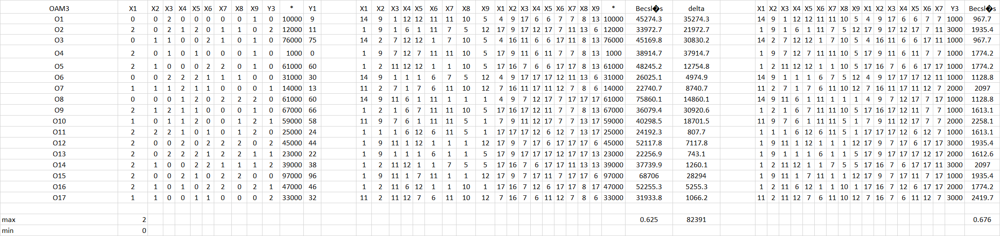 OAM3 X1 X2 X3 X4 X5 X6 X7 X8 X9 Y3 * Y1 X1 X2 X3 X4 X5 X6 X7 X8 X9 X1 X2 X3 X4 X5 X6 X7 X8 X9 * Becsl�s delta X1 X2 X3 X4 X5 X6 X7 X8 X9 X1 X2 X3 X4 X5 X6 X7 Y3 Becsl�s
O1 0 0 2 0 0 0 0 0 1 0 10000 9 14 9 1 12 12 11 11 10 5 4 9 17 6 6 7 7 8 13 10000 45274.3 35274.3 14 9 1 12 12 11 11 10 5 4 9 17 6 6 7 7 1000 967.7
O2 2 0 2 1 2 0 1 1 0 2 12000 11 1 9 1 6 1 11 7 5 12 17 9 17 12 17 7 11 13 6 12000 33972.7 21972.7 1 9 1 6 1 11 7 5 12 17 9 17 12 17 7 11 3000 1935.4
O3 0 1 1 0 0 2 1 0 1 0 76000 75 14 2 7 12 12 1 7 10 5 4 16 11 6 6 17 11 8 13 76000 45169.8 30830.2 14 2 7 12 12 1 7 10 5 4 16 11 6 6 17 11 1000 967.7
O4 2 0 1 0 1 0 0 0 1 0 1000 0 1 9 7 12 7 11 11 10 5 17 9 11 6 11 7 7 8 13 1000 38914.7 37914.7 1 9 7 12 7 11 11 10 5 17 9 11 6 11 7 7 1000 1774.2
O5 2 1 0 0 0 2 2 0 1 0 61000 60 1 2 11 12 12 1 1 10 5 17 16 7 6 6 17 17 8 13 61000 48245.2 12754.8 1 2 11 12 12 1 1 10 5 17 16 7 6 6 17 17 1000 1774.2
O6 0 0 2 2 2 1 1 1 0 0 31000 30 14 9 1 1 1 6 7 5 12 4 9 17 17 17 12 11 13 6 31000 26025.1 4974.9 14 9 1 1 1 6 7 5 12 4 9 17 17 17 12 11 1000 1128.8
O7 1 1 1 2 1 1 0 0 0 1 14000 13 11 2 7 1 7 6 11 10 12 7 16 11 17 11 12 7 8 6 14000 22740.7 8740.7 11 2 7 1 7 6 11 10 12 7 16 11 17 11 12 7 2000 2097
O8 0 0 0 1 2 0 2 2 2 0 61000 60 14 9 11 6 1 11 1 1 1 4 9 7 12 17 7 17 17 17 61000 75860.1 14860.1 14 9 11 6 1 11 1 1 1 4 9 7 12 17 7 17 1000 1128.8
O9 2 1 2 1 1 0 0 0 1 0 67000 66 1 2 1 6 7 11 11 10 5 17 16 17 12 11 7 7 8 13 67000 36079.4 30920.6 1 2 1 6 7 11 11 10 5 17 16 17 12 11 7 7 1000 1613.1
O10 1 0 1 1 2 0 0 1 2 1 59000 58 11 9 7 6 1 11 11 5 1 7 9 11 12 17 7 7 13 17 59000 40298.5 18701.5 11 9 7 6 1 11 11 5 1 7 9 11 12 17 7 7 2000 2258.1
O11 2 2 2 1 0 1 0 1 2 0 25000 24 1 1 1 6 12 6 11 5 1 17 17 17 12 6 12 7 13 17 25000 24192.3 807.7 1 1 1 6 12 6 11 5 1 17 17 17 12 6 12 7 1000 1613.1
O12 2 0 0 2 0 2 2 2 0 2 45000 44 1 9 11 1 12 1 1 1 12 17 9 7 17 6 17 17 17 6 45000 52117.8 7117.8 1 9 11 1 12 1 1 1 12 17 9 7 17 6 17 17 3000 1935.4
O13 2 0 2 2 2 1 2 2 1 1 23000 22 1 9 1 1 1 6 1 1 5 17 9 17 17 17 12 17 17 13 23000 22256.9 743.1 1 9 1 1 1 6 1 1 5 17 9 17 17 17 12 17 2000 1612.6
O14 2 1 0 0 2 2 1 1 1 2 39000 38 1 2 11 12 1 1 7 5 5 17 16 7 6 17 17 11 13 13 39000 37739.9 1260.1 1 2 11 12 1 1 7 5 5 17 16 7 6 17 17 11 3000 2097
O15 2 0 0 2 1 0 2 2 0 0 97000 96 1 9 11 1 7 11 1 1 12 17 9 7 17 11 7 17 17 6 97000 68706 28294 1 9 11 1 7 11 1 1 12 17 9 7 17 11 7 17 1000 1935.4
O16 2 1 0 1 0 2 2 0 2 1 47000 46 1 2 11 6 12 1 1 10 1 17 16 7 12 6 17 17 8 17 47000 52255.3 5255.3 1 2 11 6 12 1 1 10 1 17 16 7 12 6 17 17 2000 1774.2
O17 1 1 0 0 1 1 0 0 0 2 33000 32 11 2 11 12 7 6 11 10 12 7 16 7 6 11 12 7 8 6 33000 31933.8 1066.2 11 2 11 12 7 6 11 10 12 7 16 7 6 11 12 7 3000 2419.7
max 2 0.625 82391 0.676
min 0